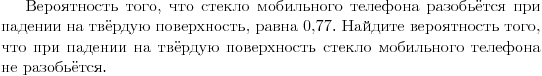 Вероятность того, что стекло мобильного телефона разобьётся при
падении на твёрдую поверхность, равна 0,77. Найдите вероятность того,
что при падении на твёрдую поверхность стекло мобильного телефона
не разобьётся.